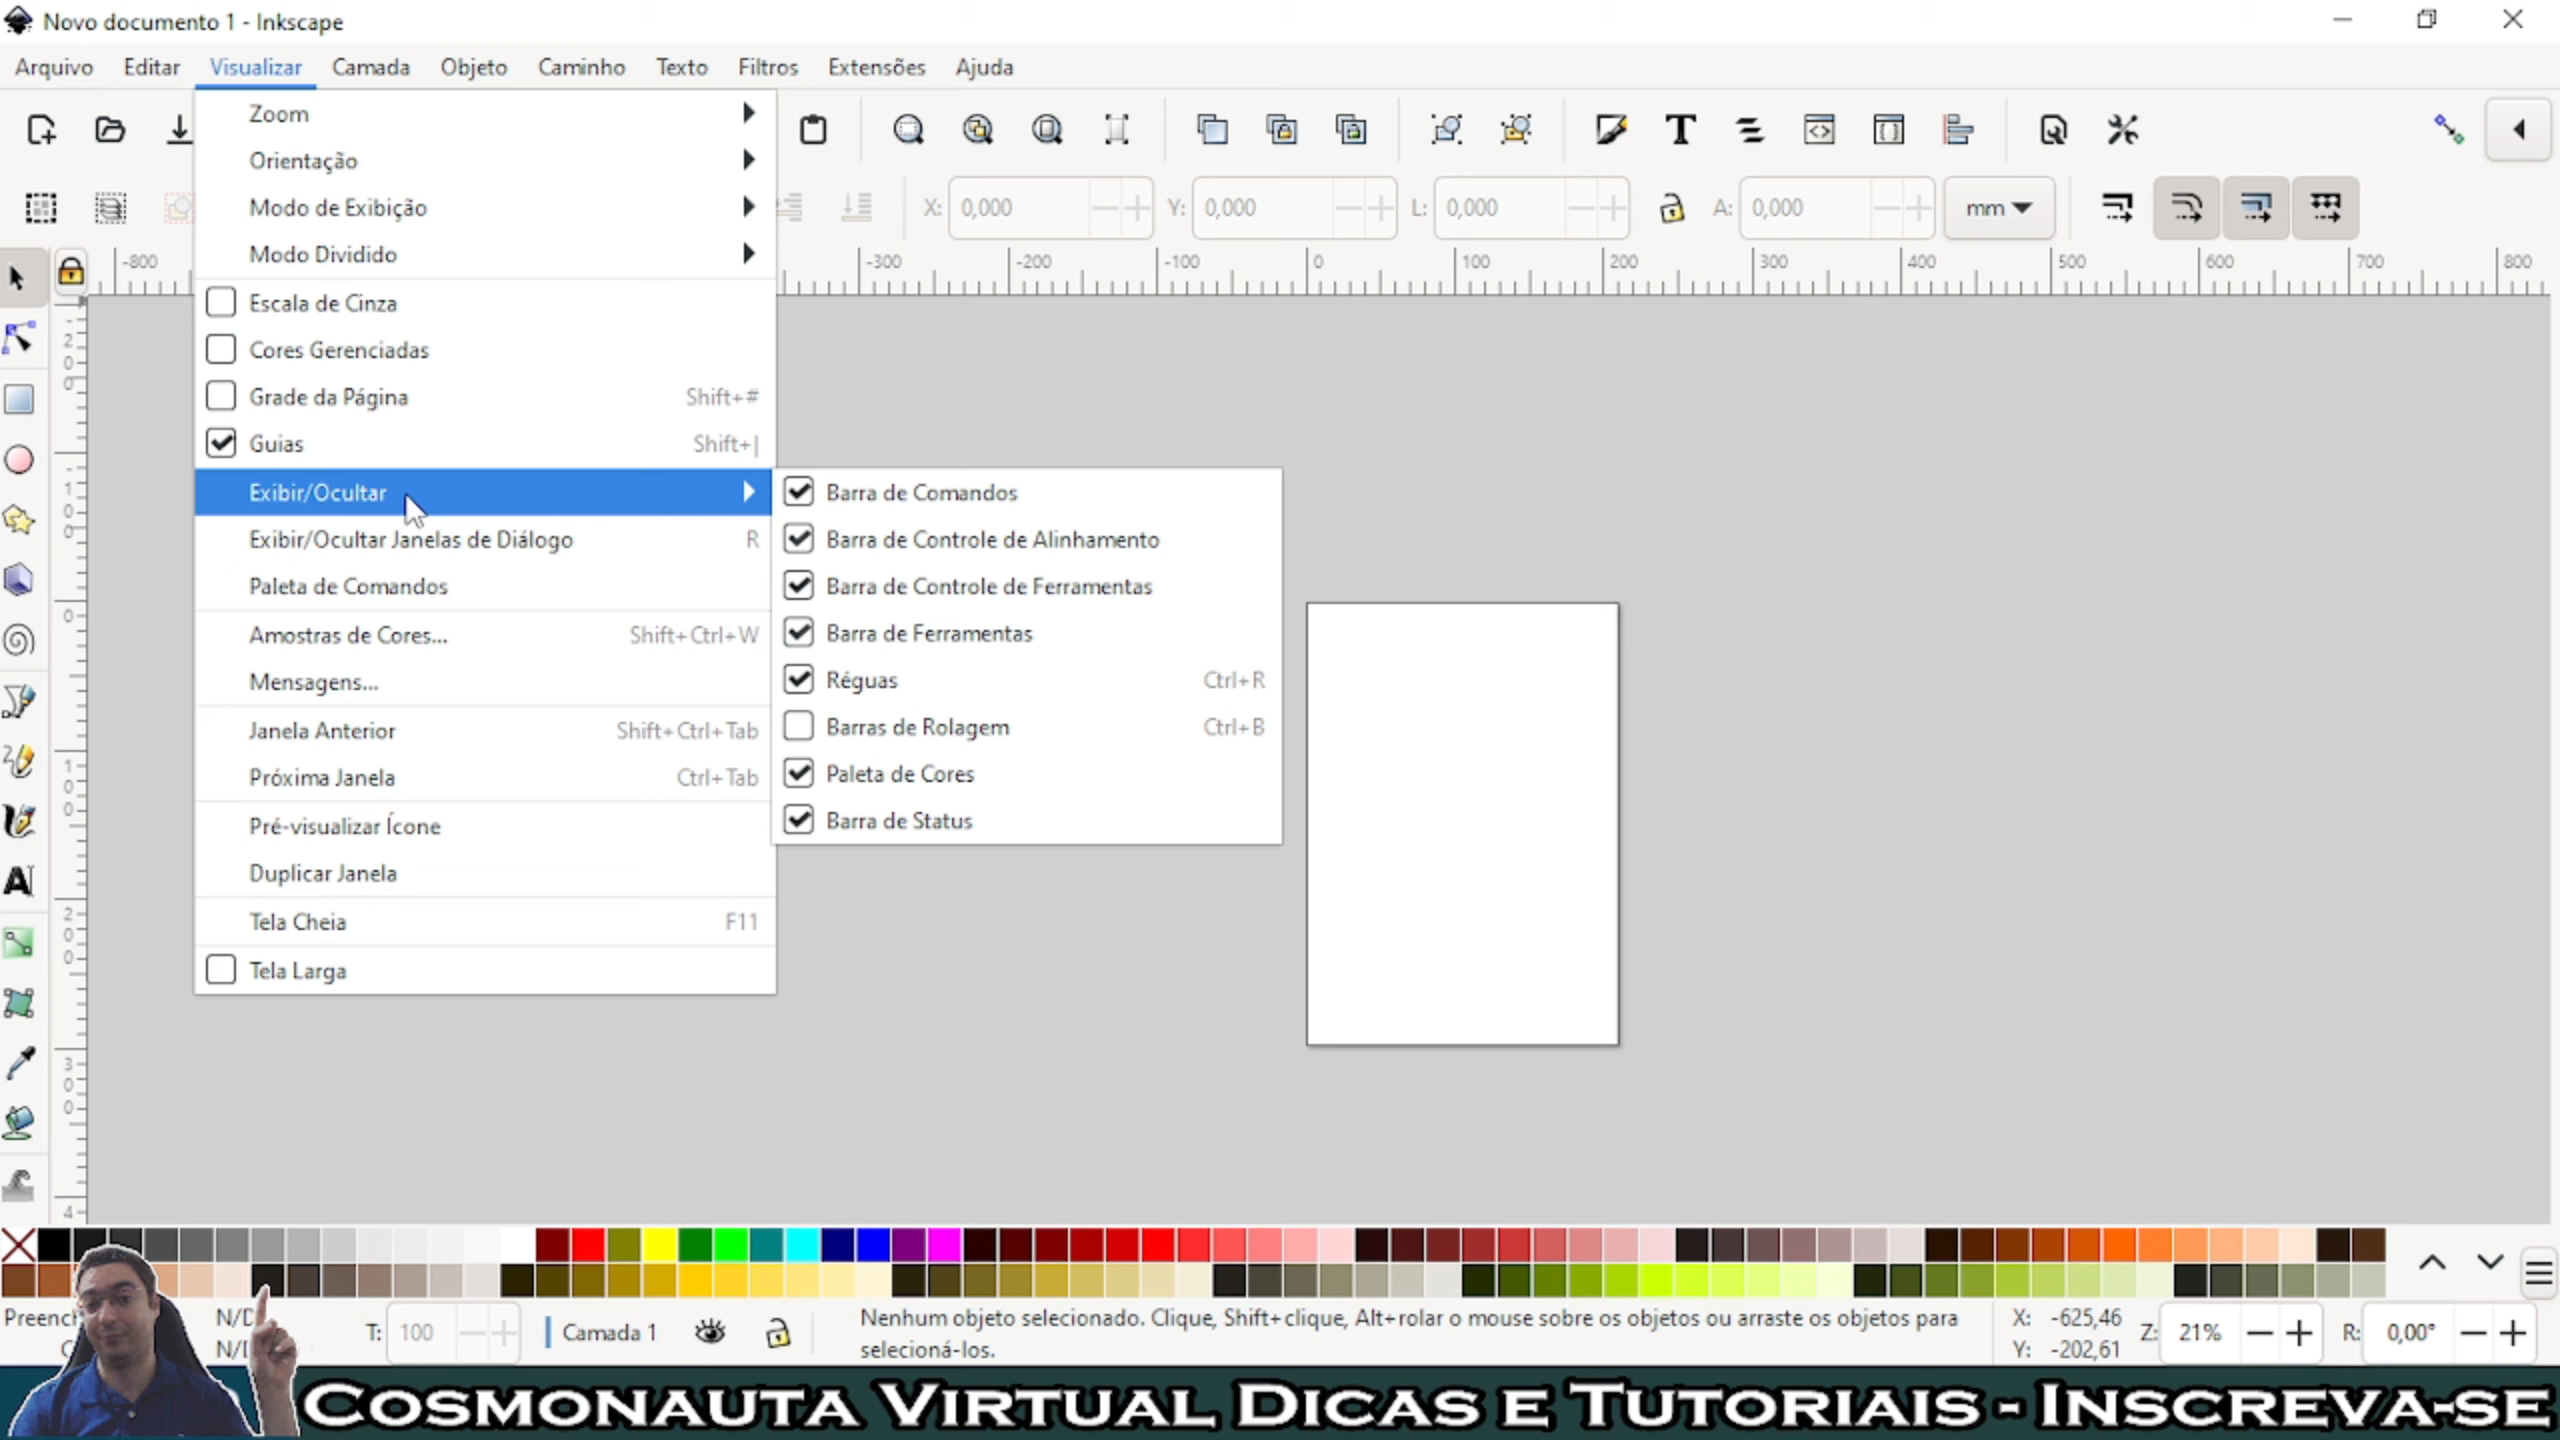 Novo documento 1 - Inkscape
Arquivo Editar Visualizar Camada Objeto Caminho Texto Filtros Extensões Ajuda
Zoom
Orientação
Modo de Exibição
Modo Dividido
X: 0,000 Y: 0,000 L: 0,000 A: 0,000 mm
-800 -300 -200 -100 0 100 200 300 400 500 600 700 800
Escala de Cinza
Cores Gerenciadas
Grade da Página Shift+#
Guias Shift+|
Exibir/Ocultar
Exibir/Ocultar Janelas de Diálogo R
Paleta de Comandos
Amostras de Cores... Shift+Ctrl+W
Mensagens...
Janela Anterior Shift+Ctrl+Tab
Próxima Janela Ctrl+Tab
Pré-visualizar Ícone
Duplicar Janela
Tela Cheia F11
Tela Larga
Barra de Comandos
Barra de Controle de Alinhamento
Barra de Controle de Ferramentas
Barra de Ferramentas
Réguas Ctrl+R
Barras de Rolagem Ctrl+B
Paleta de Cores
Barra de Status
N/D
T: 100
Camada 1
Nenhum objeto selecionado. Clique, Shift+clique, Alt+rolar o mouse sobre os objetos ou arraste os objetos para
selecioná-los.
X: -625,46
Y: -202,61
Z: 21%
R: 0,00°
Cosmonauta Virtual Dicas e Tutoriais - Inscreva-se